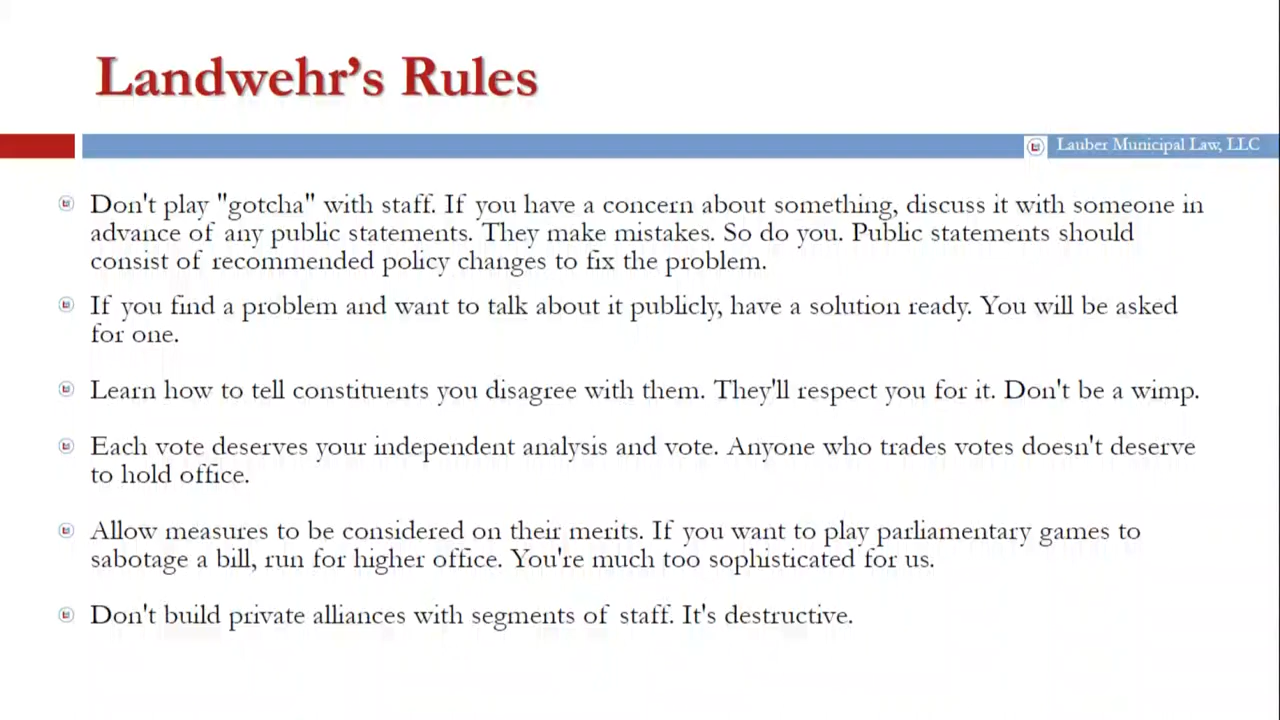 Landwehr’s Rules
Lauber Municipal Law, LLC
Don't play "gotcha" with staff. If you have a concern about something, discuss it with someone in
advance of any public statements. They make mistakes. So do you. Public statements should
consist of recommended policy changes to fix the problem.
If you find a problem and want to talk about it publicly, have a solution ready. You will be asked
for one.
Learn how to tell constituents you disagree with them. They'll respect you for it. Don't be a wimp.
Each vote deserves your independent analysis and vote. Anyone who trades votes doesn't deserve
to hold office.
Allow measures to be considered on their merits. If you want to play parliamentary games to
sabotage a bill, run for higher office. You're much too sophisticated for us.
Don't build private alliances with segments of staff. It's destructive.